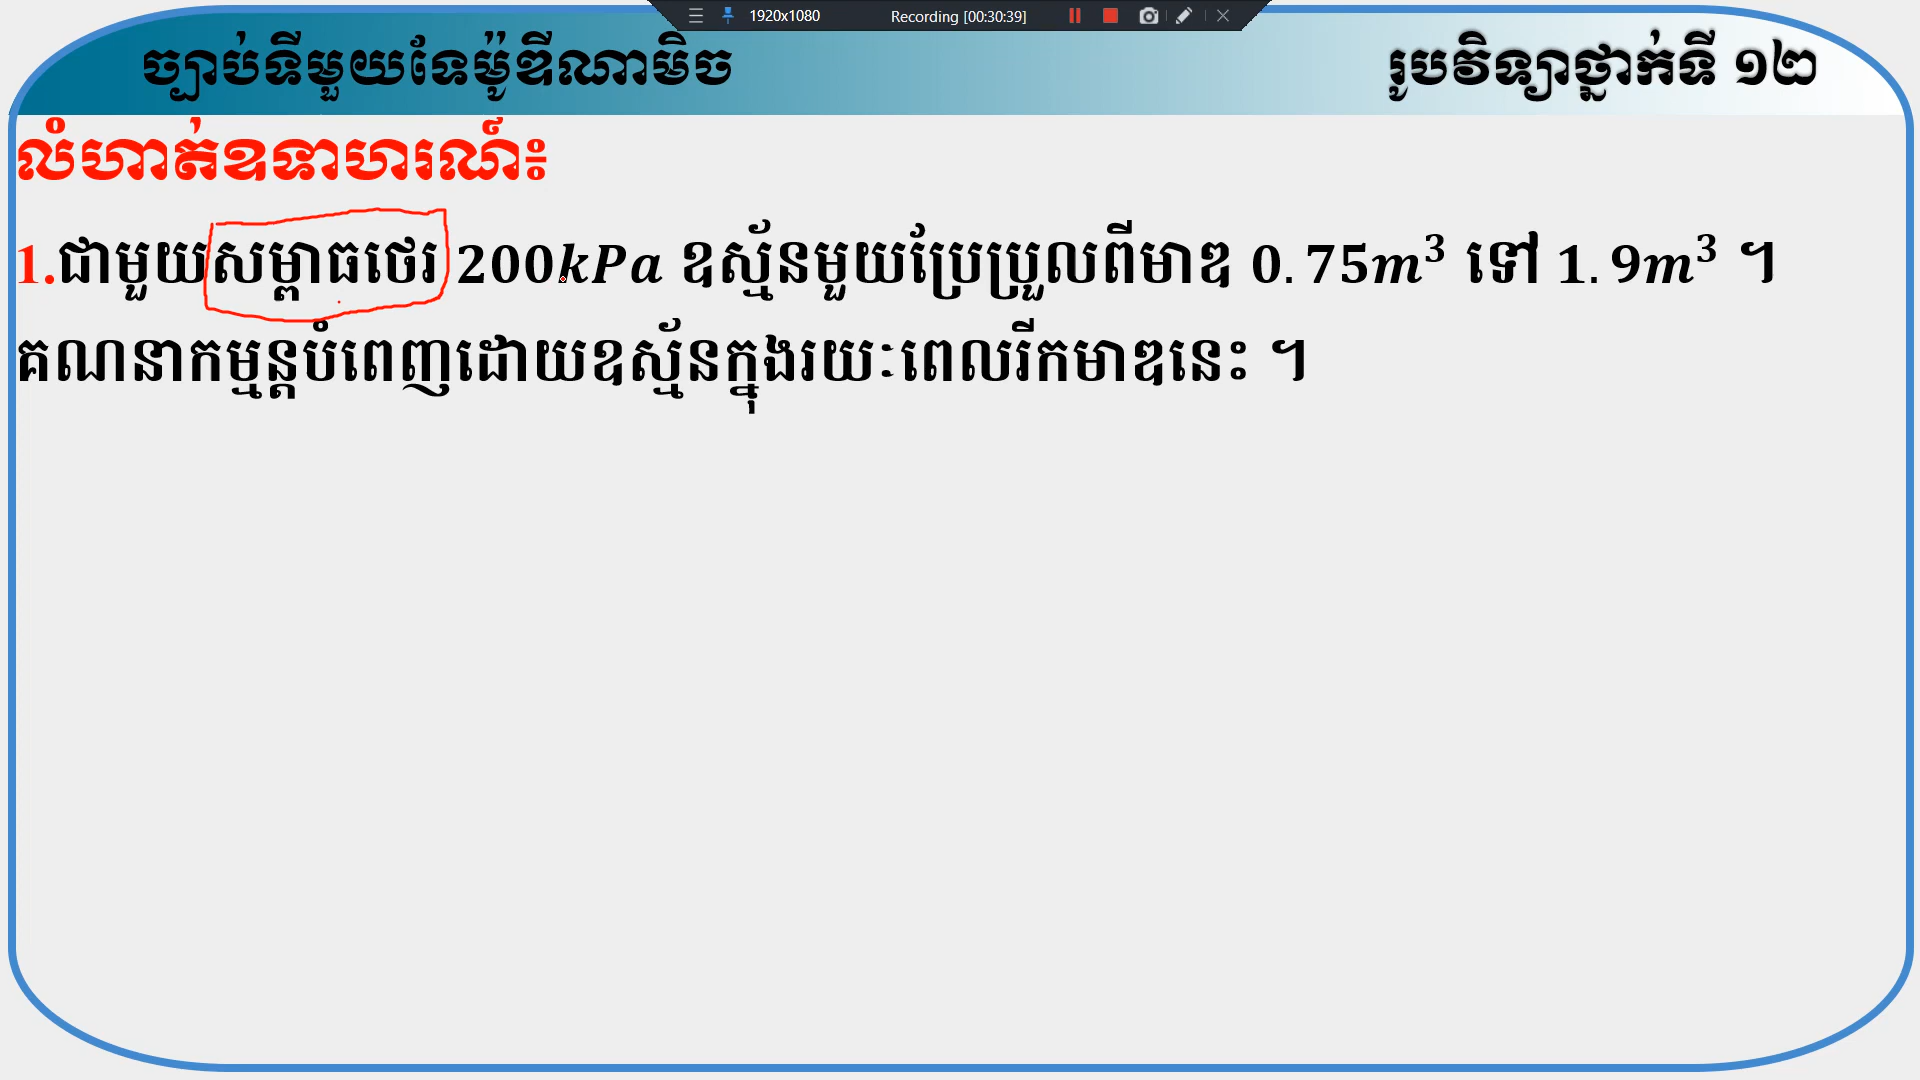 1920x1080 Recording [00:30:39]
ច្បាប់ទីមួយទែម៉ូឌីណាមិច រូបវិទ្យាថ្នាក់ទី ១២
លំហាត់ឧទាហរណ៍៖
1.ជាមួយសម្ពាធថេរ 200kPa ឧស្ម័នមួយប្រែប្រួលពីមាឌ 0.75m³ ទៅ 1.9m³ ។
គណនាកម្មន្តបំពេញដោយឧស្ម័នក្នុងរយៈពេលរីកមាឌនេះ ។